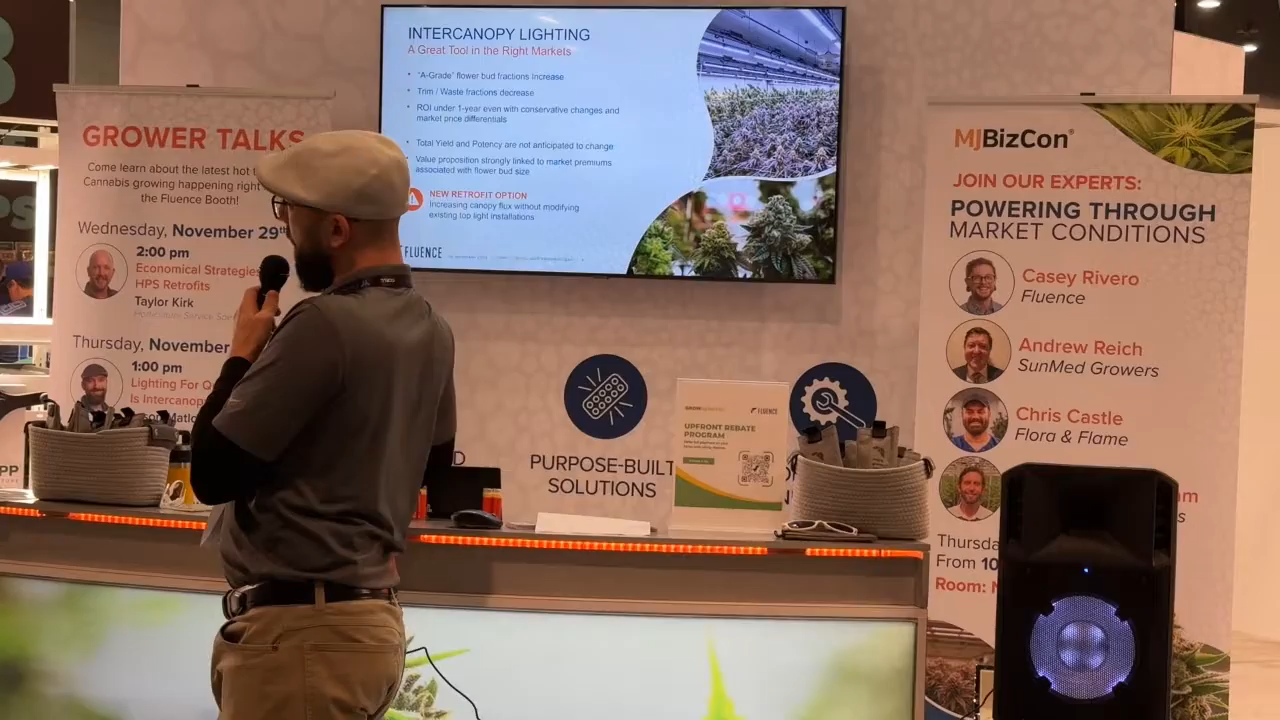 GROWER TALKS
Come learn about the latest hot t
Cannabis growing happening right
the Fluence Booth!
Wednesday, November 29th
2:00 pm
Economical Strategies
HPS Retrofits
Taylor Kirk
Thursday, November
1:00 pm
Lighting For
Is Intercanop
INTERCANOPY LIGHTING
A Great Tool in the Right Markets
• "A-Grade" flower bud fractions Increase
• Trim / Waste fractions decrease
• ROI under 1-year even with conservative changes and
market price differentials
• Total Yield and Potency are not anticipated to change
• Value proposition strongly linked to market premiums
associated with flower bud size
NEW RETROFIT OPTION
Increasing canopy flux without modifying
existing top light installations
FLUENCE
PURPOSE-BUILT
SOLUTIONS
FLUENCE
UPFRONT REBATE
PROGRAM
MJBizCon®
JOIN OUR EXPERTS:
POWERING THROUGH
MARKET CONDITIONS
Casey Rivero
Fluence
Andrew Reich
SunMed Growers
Chris Castle
Flora & Flame
Thursda
From 10
Room: